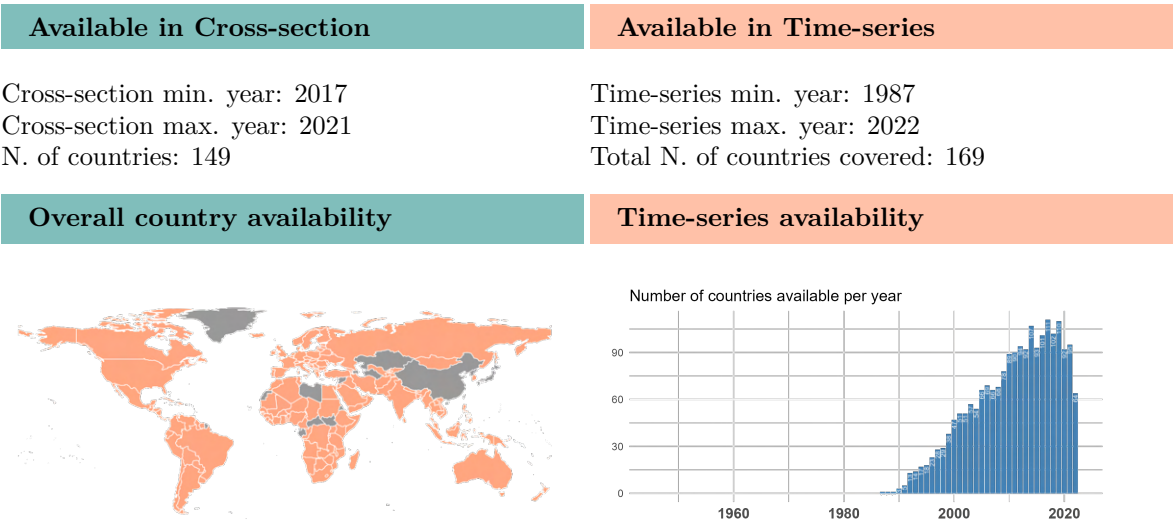 Available in Cross-section
Available in Time-series
Cross-section min. year: 2017
Cross-section max. year: 2021
N. of countries: 149
Time-series min. year: 1987
Time-series max. year: 2022
Total N. of countries covered: 169
Overall country availability
Time-series availability
Number of countries available per year
90
60
30
0
1960
1980
2000
2020